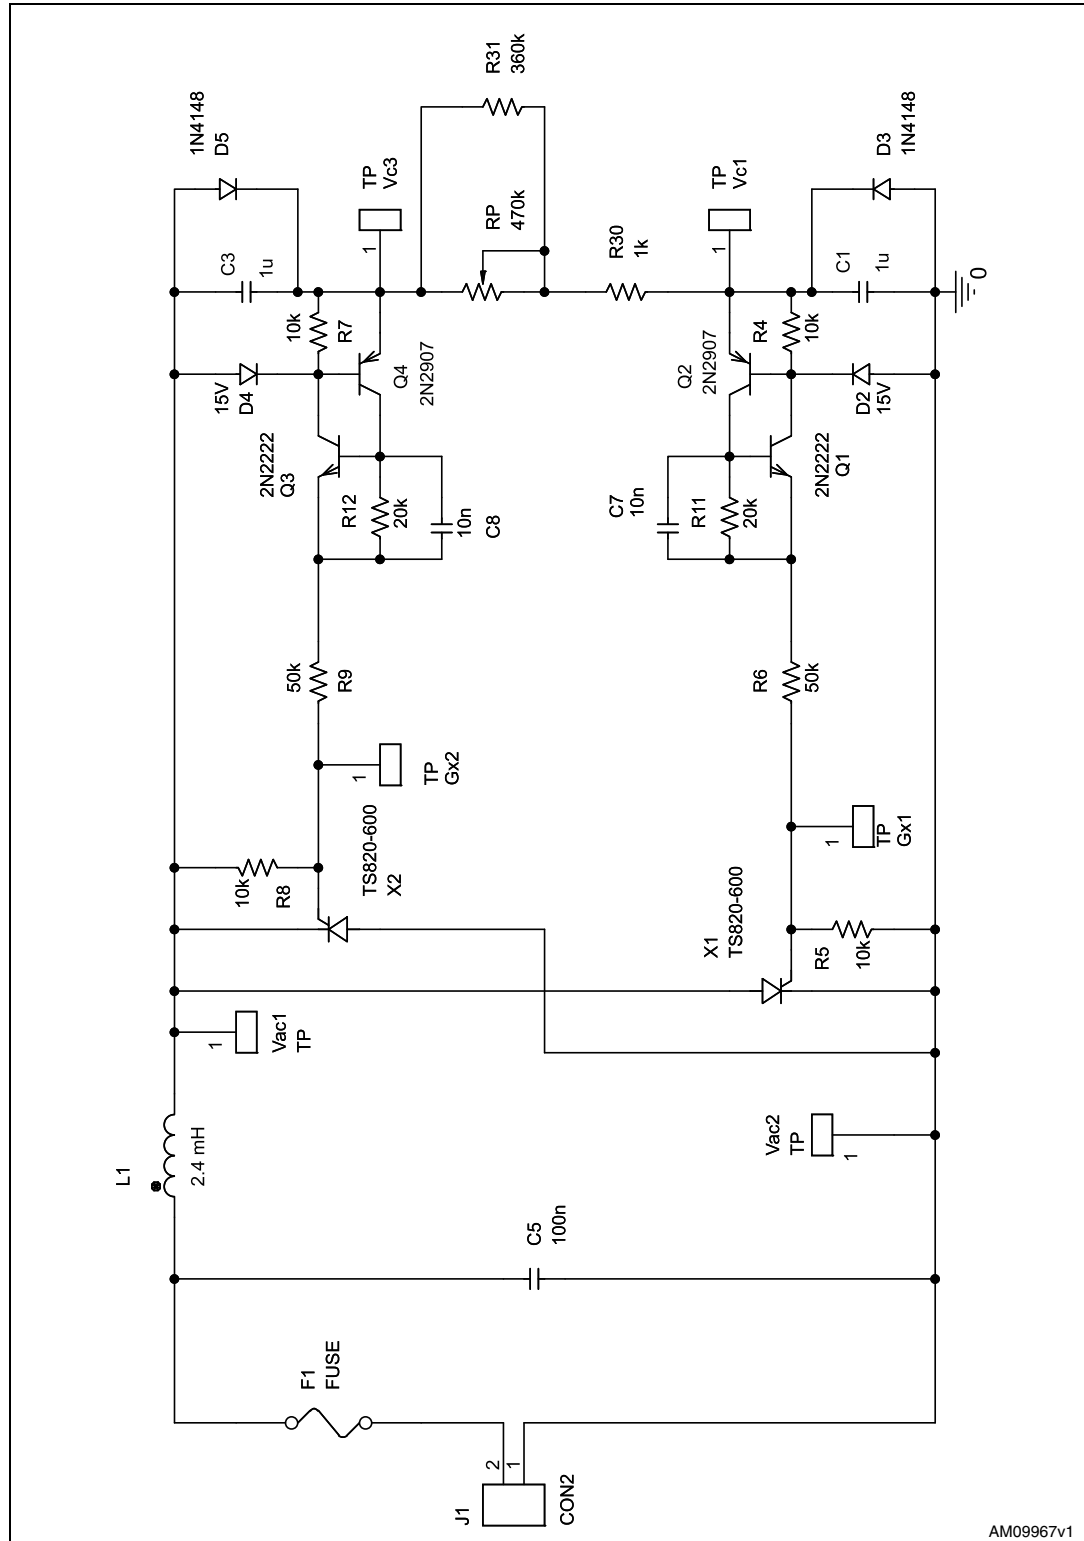 R31
360k
1N4148
D5
TP
Vc3
RP
470k
R30
1k
TP
Vc1
D3
1N4148
C3
1u
1
1
C1
1u
0
10k
R7
Q4
2N2907
Q2
2N2907
R4
10k
15V
D4
D2
15V
2N2222
Q3
R12
20k
10n
C8
C7
10n
R11
20k
2N2222
Q1
50k
R9
R6
50k
1
TP
Gx2
10k
R8
TS820-600
X2
X1
TS820-600
1
TP
Gx1
R5
10k
1
Vac1
TP
Vac2
TP
1
L1
2.4 mH
C5
100n
F1
FUSE
J1
2
1
CON2
AM09967v1